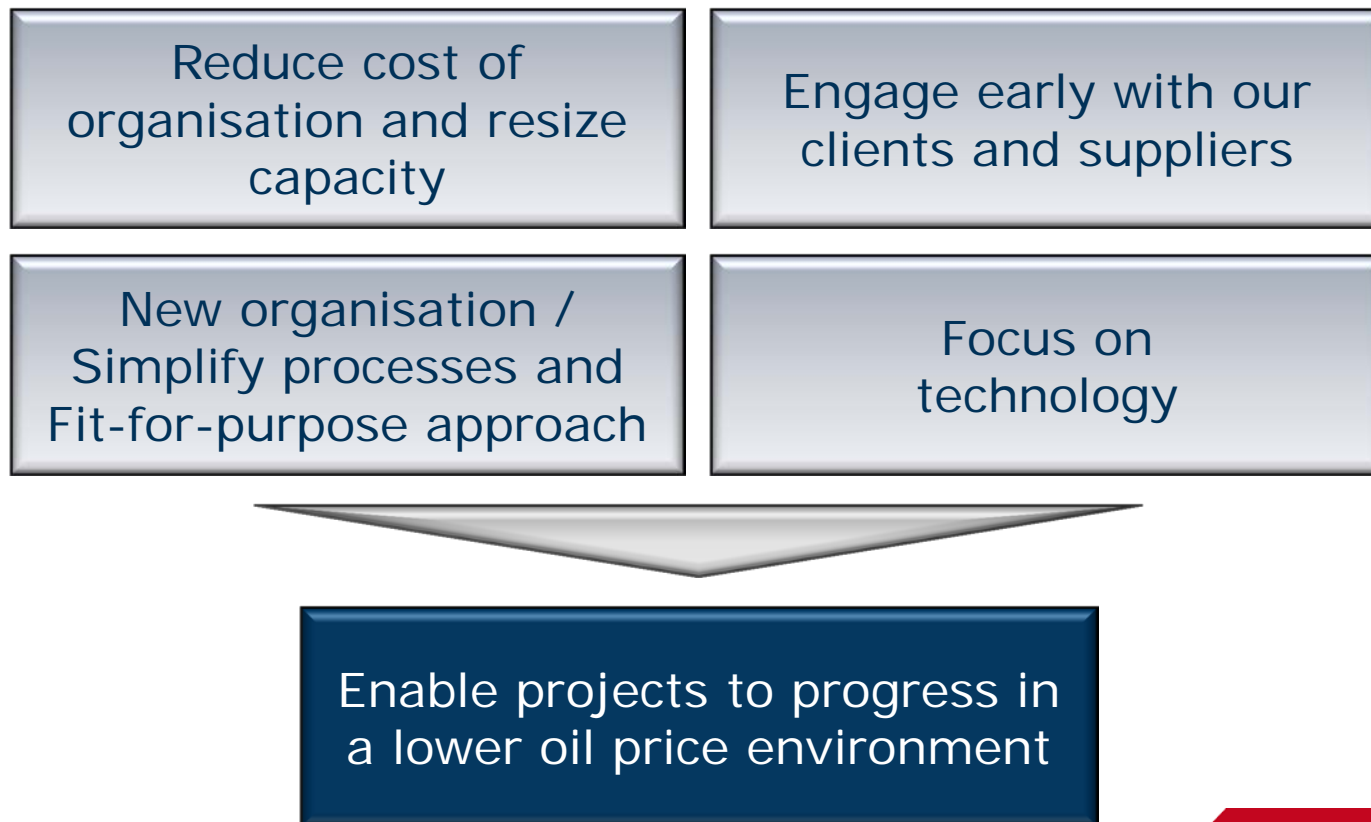 Reduce cost of
organisation and resize
capacity
Engage early with our
clients and suppliers
New organisation /
Simplify processes and
Fit-for-purpose approach
Focus on
technology
Enable projects to progress in
a lower oil price environment